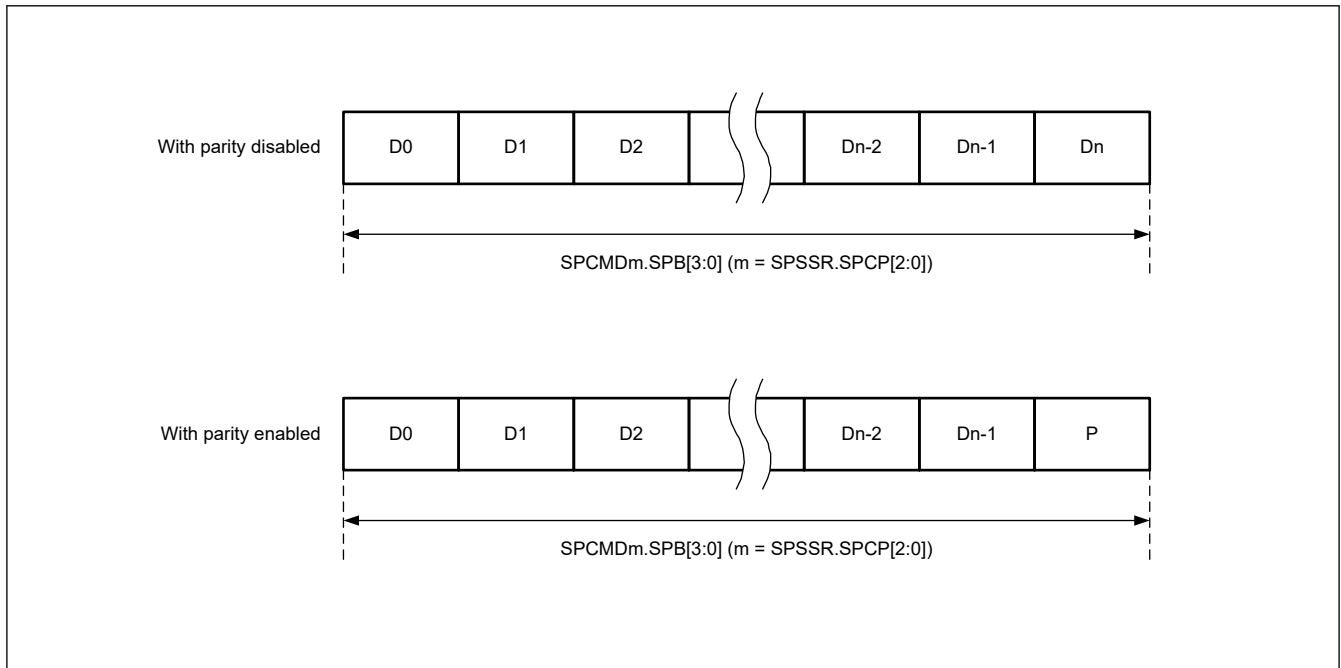 With parity disabled D0 D1 D2 Dn-2 Dn-1 Dn
SPCMDm.SPB[3:0] (m = SPSSR.SPCP[2:0])
With parity enabled D0 D1 D2 Dn-2 Dn-1 P
SPCMDm.SPB[3:0] (m = SPSSR.SPCP[2:0])